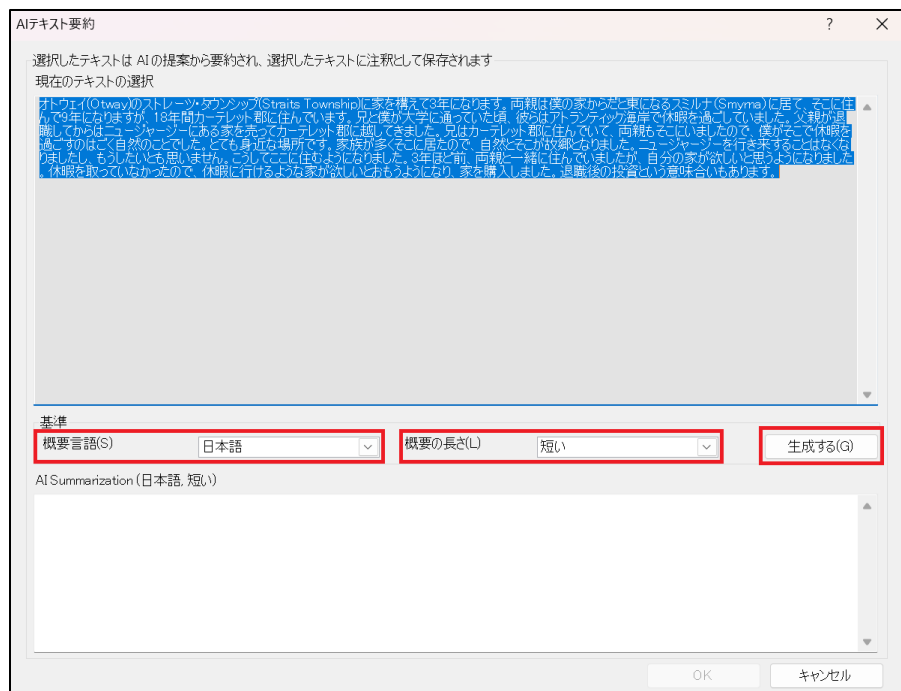 AIテキスト要約
? ×
選択したテキストは AIの提案から要約され、選択したテキストに注釈として保存されます
現在のテキストの選択
オトウェイ(Otway)のストレーツ・タウンシップ(Straits Township)に家を構えて3年になります。両親は僕の家からだと東になるスミルナ(Smyrna)に居て、そこに住
んで9年になりますが、18年間カーテレット郡に住んでいます。兄と僕が大学に通っていた頃、彼らはアトランティック海岸で休暇を過ごしていました。父親が退
職してからはニュージャージーにある家を売ってカーテレット郡に越してきました。兄はカーテレット郡に住んでいて、両親もそこにいましたので、僕がそこで休暇を
過ごすのはごく自然のことでした。とても身近な場所です。家族が多くそこに居たので、自然とそこが故郷となりました。ニュージャージーを行き来することはなくな
りましたし、もうしたいとも思いません。こうしてここに住むようになりました。3年ほど前、両親と一緒に住んでいましたが、自分の家が欲しいと思うようになりました
。休暇を取っていなかったので、休暇に行けるような家が欲しいとおもうようになり、家を購入しました。退職後の投資という意味合いもあります。
基準
概要言語(S) 日本語 概要の長さ(L) 短い 生成する(G)
AI Summarization (日本語, 短い)
OK キャンセル